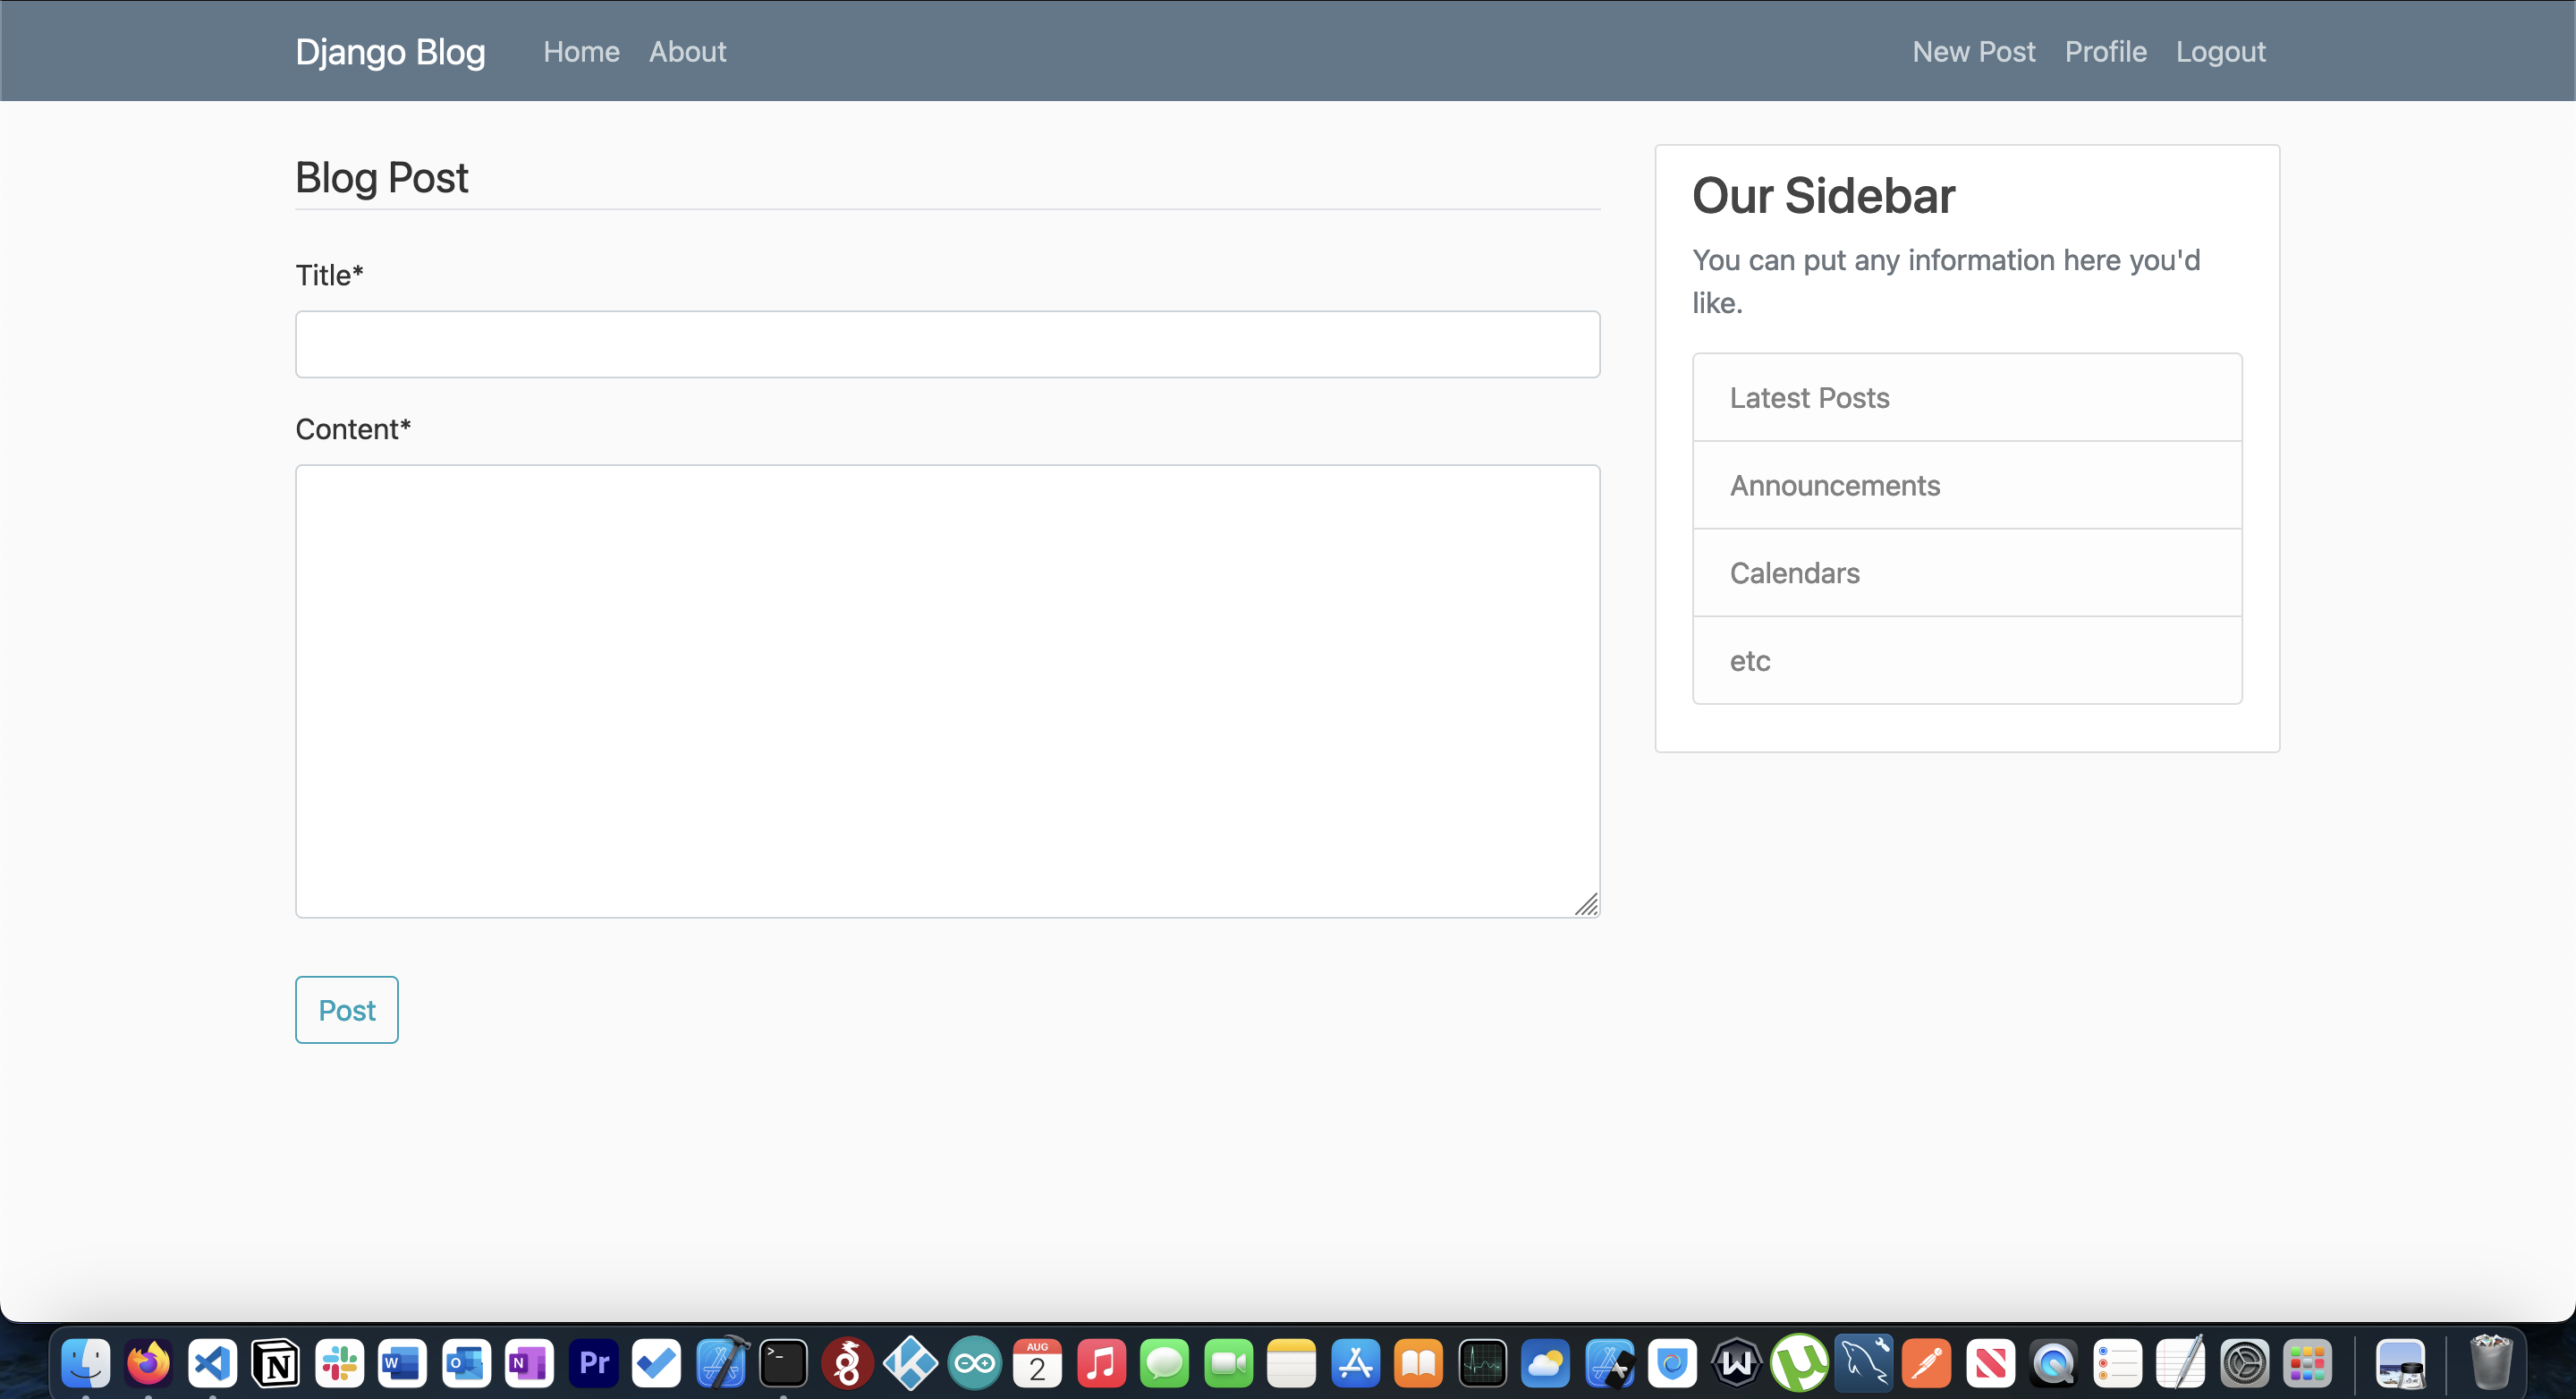 Django Blog Home About New Post Profile Logout
Blog Post
Title*
Content*
Post
Our Sidebar
You can put any information here you'd
like.
Latest Posts
Announcements
Calendars
etc
W O N Pr >_ AUG
2